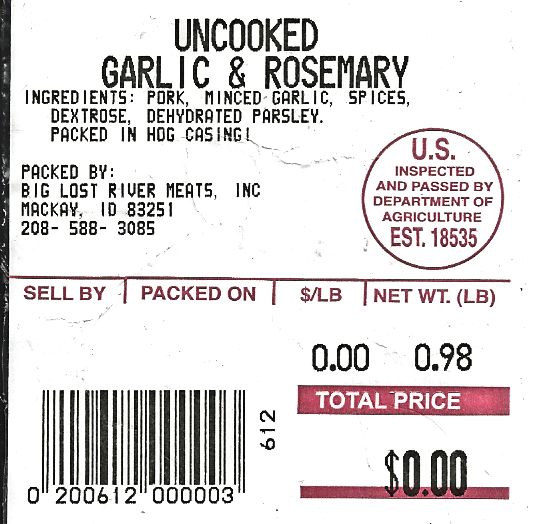 UNCOOKED
GARLIC & ROSEMARY
INGREDIENTS: PORK, MINCED GARLIC, SPICES,
DEXTROSE, DEHYDRATED PARSLEY.
PACKED IN HOG CASING!
PACKED BY:
BIG LOST RIVER MEATS, INC
MACKAY, ID 83251
208- 588- 3085
U.S.
INSPECTED
AND PASSED BY
DEPARTMENT OF
AGRICULTURE
EST. 18535
SELL BY PACKED ON $/LB NET WT. (LB)
0.00 0.98
TOTAL PRICE
$0.00
612
0 200612 000003